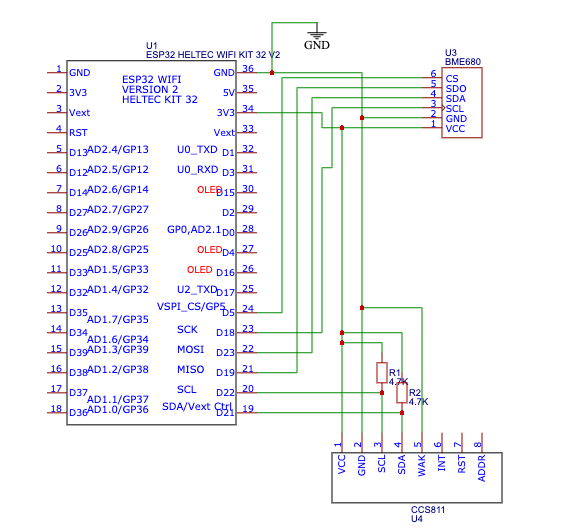 GND
U1
ESP32 HELTEC WIFI KIT 32 V2
ESP32 WIFI
VERSION 2
HELTEC KIT 32
1 GND
2 3V3
3 Vext
4 RST
5 D13 AD2.4/GP13
6 D12 AD2.5/GP12
7 D14 AD2.6/GP14
8 D27 AD2.7/GP27
9 D26 AD2.9/GP26
10 D25 AD2.8/GP25
11 D33 AD1.5/GP33
12 D32 AD1.4/GP32
13 D35 AD1.7/GP35
14 D34 AD1.6/GP34
15 D39 AD1.3/GP39
16 D38 AD1.2/GP38
17 D37 AD1.1/GP37
18 D36 AD1.0/GP36
GND 36
5V 35
3V3 34
Vext 33
U0_TXD D1 32
U0_RXD D3 31
OLED D15 30
D2 29
GP0,AD2.1 D0 28
OLED D4 27
OLED D16 26
U2_TXD D17 25
VSPI_CS/GP5 D5 24
SCK D18 23
MOSI D23 22
MISO D19 21
SCL D22 20
SDA/Vext Ctrl D21 19
U3
BME680
6 CS
5 SDO
4 SDA
3 SCL
2 GND
1 VCC
R1
4.7K
R2
4.7K
1 VCC
2 GND
3 SCL
4 SDA
5 WAK
6 INT
7 RST
8 ADDR
CCS811
U4